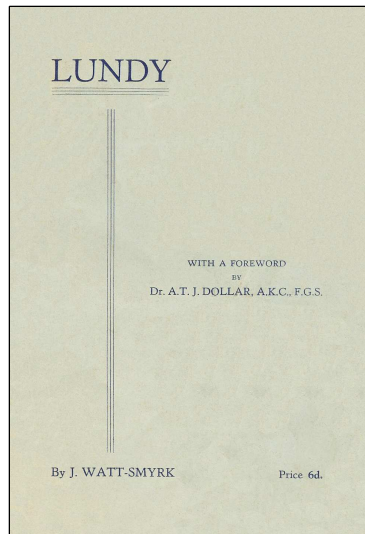 LUNDY
WITH A FOREWORD
BY
Dr. A.T. J. DOLLAR, A.K.C., F.G.S.
By J. WATT-SMYRK
Price 6d.